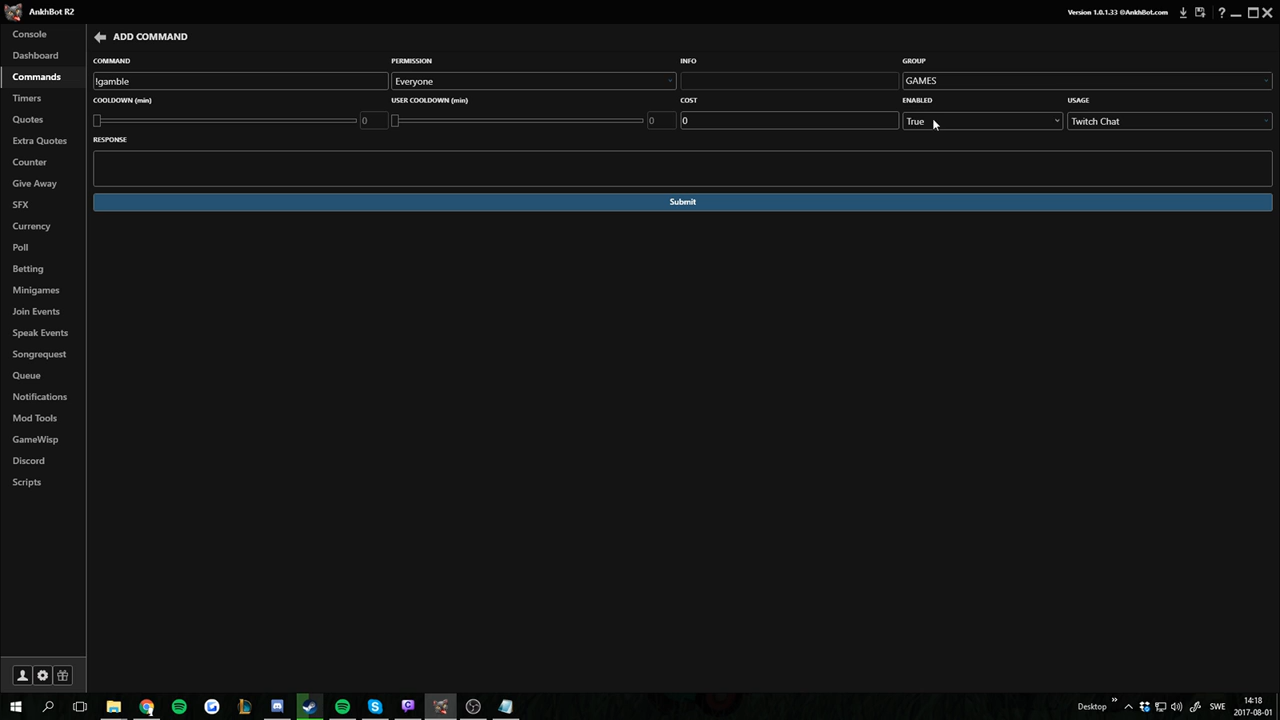 AnkhBot R2
Version 1.0.1.33 ©AnkhBot.com
?
Console
Dashboard
Commands
Timers
Quotes
Extra Quotes
Counter
Give Away
SFX
Currency
Poll
Betting
Minigames
Join Events
Speak Events
Songrequest
Queue
Notifications
Mod Tools
GameWisp
Discord
Scripts
ADD COMMAND
COMMAND PERMISSION INFO GROUP
!gamble Everyone GAMES
COOLDOWN (min) USER COOLDOWN (min) COST ENABLED USAGE
0 0 0 True Twitch Chat
RESPONSE
Submit
Desktop
SWE
14:18
2017-08-01